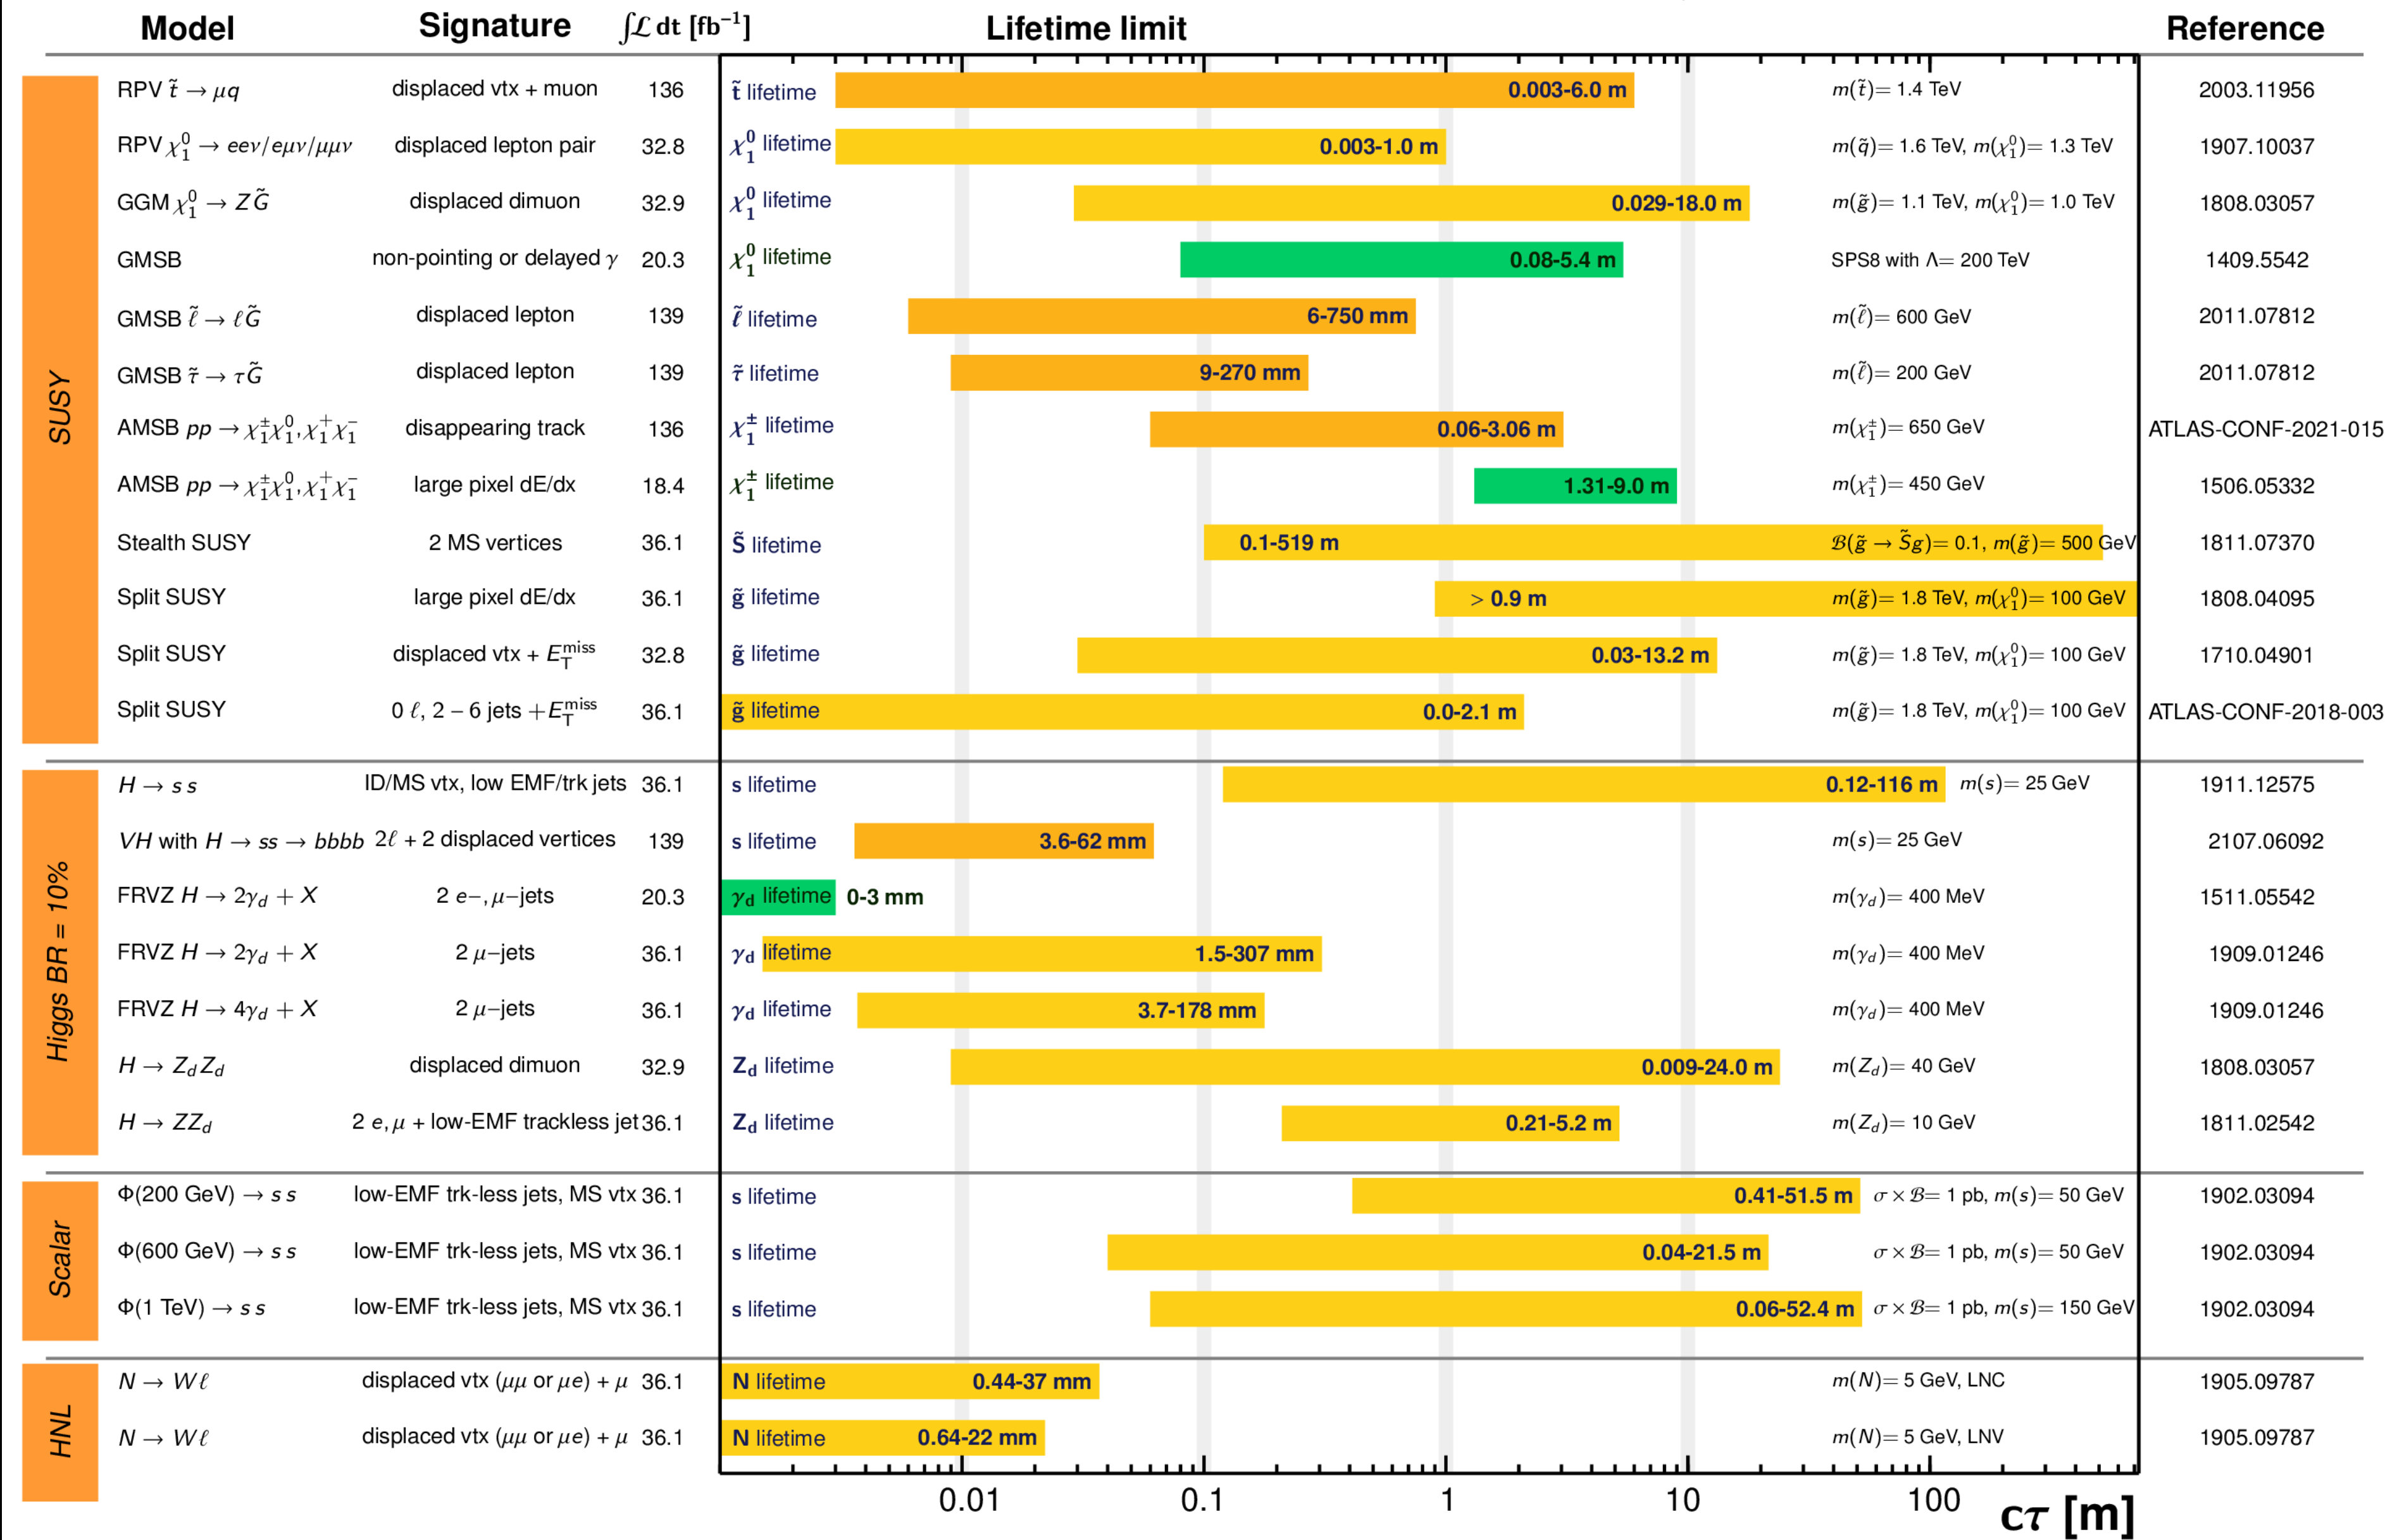 Model Signature ∫ℒ dt [fb⁻¹] Lifetime limit Reference
SUSY
RPV t̃ → μq displaced vtx + muon 136 t̃ lifetime 0.003-6.0 m m(t̃)= 1.4 TeV 2003.11956
RPV χ₁⁰ → eeν/eμν/μμν displaced lepton pair 32.8 χ₁⁰ lifetime 0.003-1.0 m m(q̃)= 1.6 TeV, m(χ₁⁰)= 1.3 TeV 1907.10037
GGM χ₁⁰ → ZG̃ displaced dimuon 32.9 χ₁⁰ lifetime 0.029-18.0 m m(g̃)= 1.1 TeV, m(χ₁⁰)= 1.0 TeV 1808.03057
GMSB non-pointing or delayed γ 20.3 χ₁⁰ lifetime 0.08-5.4 m SPS8 with Λ= 200 TeV 1409.5542
GMSB ℓ̃ → ℓG̃ displaced lepton 139 ℓ̃ lifetime 6-750 mm m(ℓ̃)= 600 GeV 2011.07812
GMSB τ̃ → τG̃ displaced lepton 139 τ̃ lifetime 9-270 mm m(ℓ̃)= 200 GeV 2011.07812
AMSB pp → χ₁±χ₁⁰, χ₁⁺χ₁⁻ disappearing track 136 χ₁± lifetime 0.06-3.06 m m(χ₁±)= 650 GeV ATLAS-CONF-2021-015
AMSB pp → χ₁±χ₁⁰, χ₁⁺χ₁⁻ large pixel dE/dx 18.4 χ₁± lifetime 1.31-9.0 m m(χ₁±)= 450 GeV 1506.05332
Stealth SUSY 2 MS vertices 36.1 S̃ lifetime 0.1-519 m ℬ(g̃ → S̃g)= 0.1, m(g̃)= 500 GeV 1811.07370
Split SUSY large pixel dE/dx 36.1 g̃ lifetime > 0.9 m m(g̃)= 1.8 TeV, m(χ₁⁰)= 100 GeV 1808.04095
Split SUSY displaced vtx + E_T^miss 32.8 g̃ lifetime 0.03-13.2 m m(g̃)= 1.8 TeV, m(χ₁⁰)= 100 GeV 1710.04901
Split SUSY 0 ℓ, 2 − 6 jets +E_T^miss 36.1 g̃ lifetime 0.0-2.1 m m(g̃)= 1.8 TeV, m(χ₁⁰)= 100 GeV ATLAS-CONF-2018-003
Higgs BR = 10%
H → s s ID/MS vtx, low EMF/trk jets 36.1 s lifetime 0.12-116 m m(s)= 25 GeV 1911.12575
VH with H → ss → bbbb 2ℓ + 2 displaced vertices 139 s lifetime 3.6-62 mm m(s)= 25 GeV 2107.06092
FRVZ H → 2γ_d + X 2 e−, μ−jets 20.3 γ_d lifetime 0-3 mm m(γ_d)= 400 MeV 1511.05542
FRVZ H → 2γ_d + X 2 μ−jets 36.1 γ_d lifetime 1.5-307 mm m(γ_d)= 400 MeV 1909.01246
FRVZ H → 4γ_d + X 2 μ−jets 36.1 γ_d lifetime 3.7-178 mm m(γ_d)= 400 MeV 1909.01246
H → Z_d Z_d displaced dimuon 32.9 Z_d lifetime 0.009-24.0 m m(Z_d)= 40 GeV 1808.03057
H → ZZ_d 2 e, μ + low-EMF trackless jet 36.1 Z_d lifetime 0.21-5.2 m m(Z_d)= 10 GeV 1811.02542
Scalar
Φ(200 GeV) → s s low-EMF trk-less jets, MS vtx 36.1 s lifetime 0.41-51.5 m σ × ℬ= 1 pb, m(s)= 50 GeV 1902.03094
Φ(600 GeV) → s s low-EMF trk-less jets, MS vtx 36.1 s lifetime 0.04-21.5 m σ × ℬ= 1 pb, m(s)= 50 GeV 1902.03094
Φ(1 TeV) → s s low-EMF trk-less jets, MS vtx 36.1 s lifetime 0.06-52.4 m σ × ℬ= 1 pb, m(s)= 150 GeV 1902.03094
HNL
N → Wℓ displaced vtx (μμ or μe) + μ 36.1 N lifetime 0.44-37 mm m(N)= 5 GeV, LNC 1905.09787
N → Wℓ displaced vtx (μμ or μe) + μ 36.1 N lifetime 0.64-22 mm m(N)= 5 GeV, LNV 1905.09787
0.01 0.1 1 10 100
cτ [m]